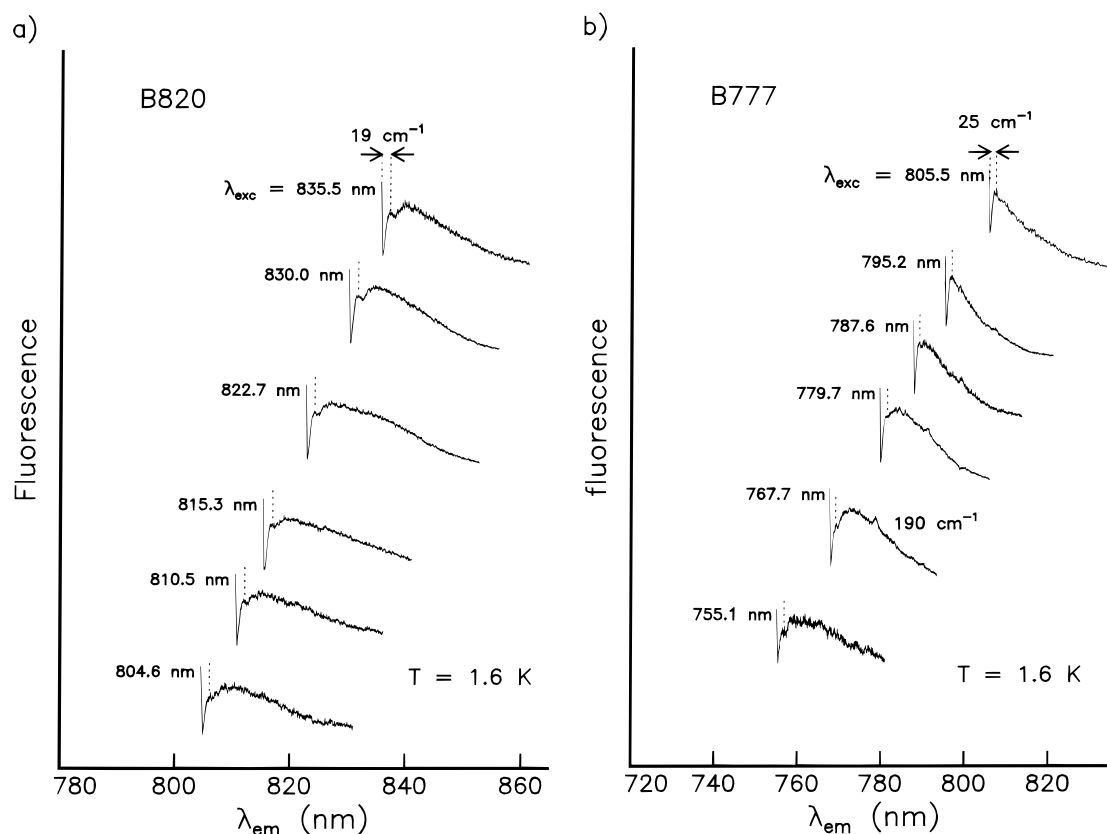 a)
B820
19 cm⁻¹
λexc = 835.5 nm
830.0 nm
822.7 nm
815.3 nm
810.5 nm
804.6 nm
T = 1.6 K
Fluorescence
780 800 820 840 860
λem (nm)
b)
B777
25 cm⁻¹
λexc = 805.5 nm
795.2 nm
787.6 nm
779.7 nm
767.7 nm
190 cm⁻¹
755.1 nm
T = 1.6 K
fluorescence
720 740 760 780 800 820
λem (nm)